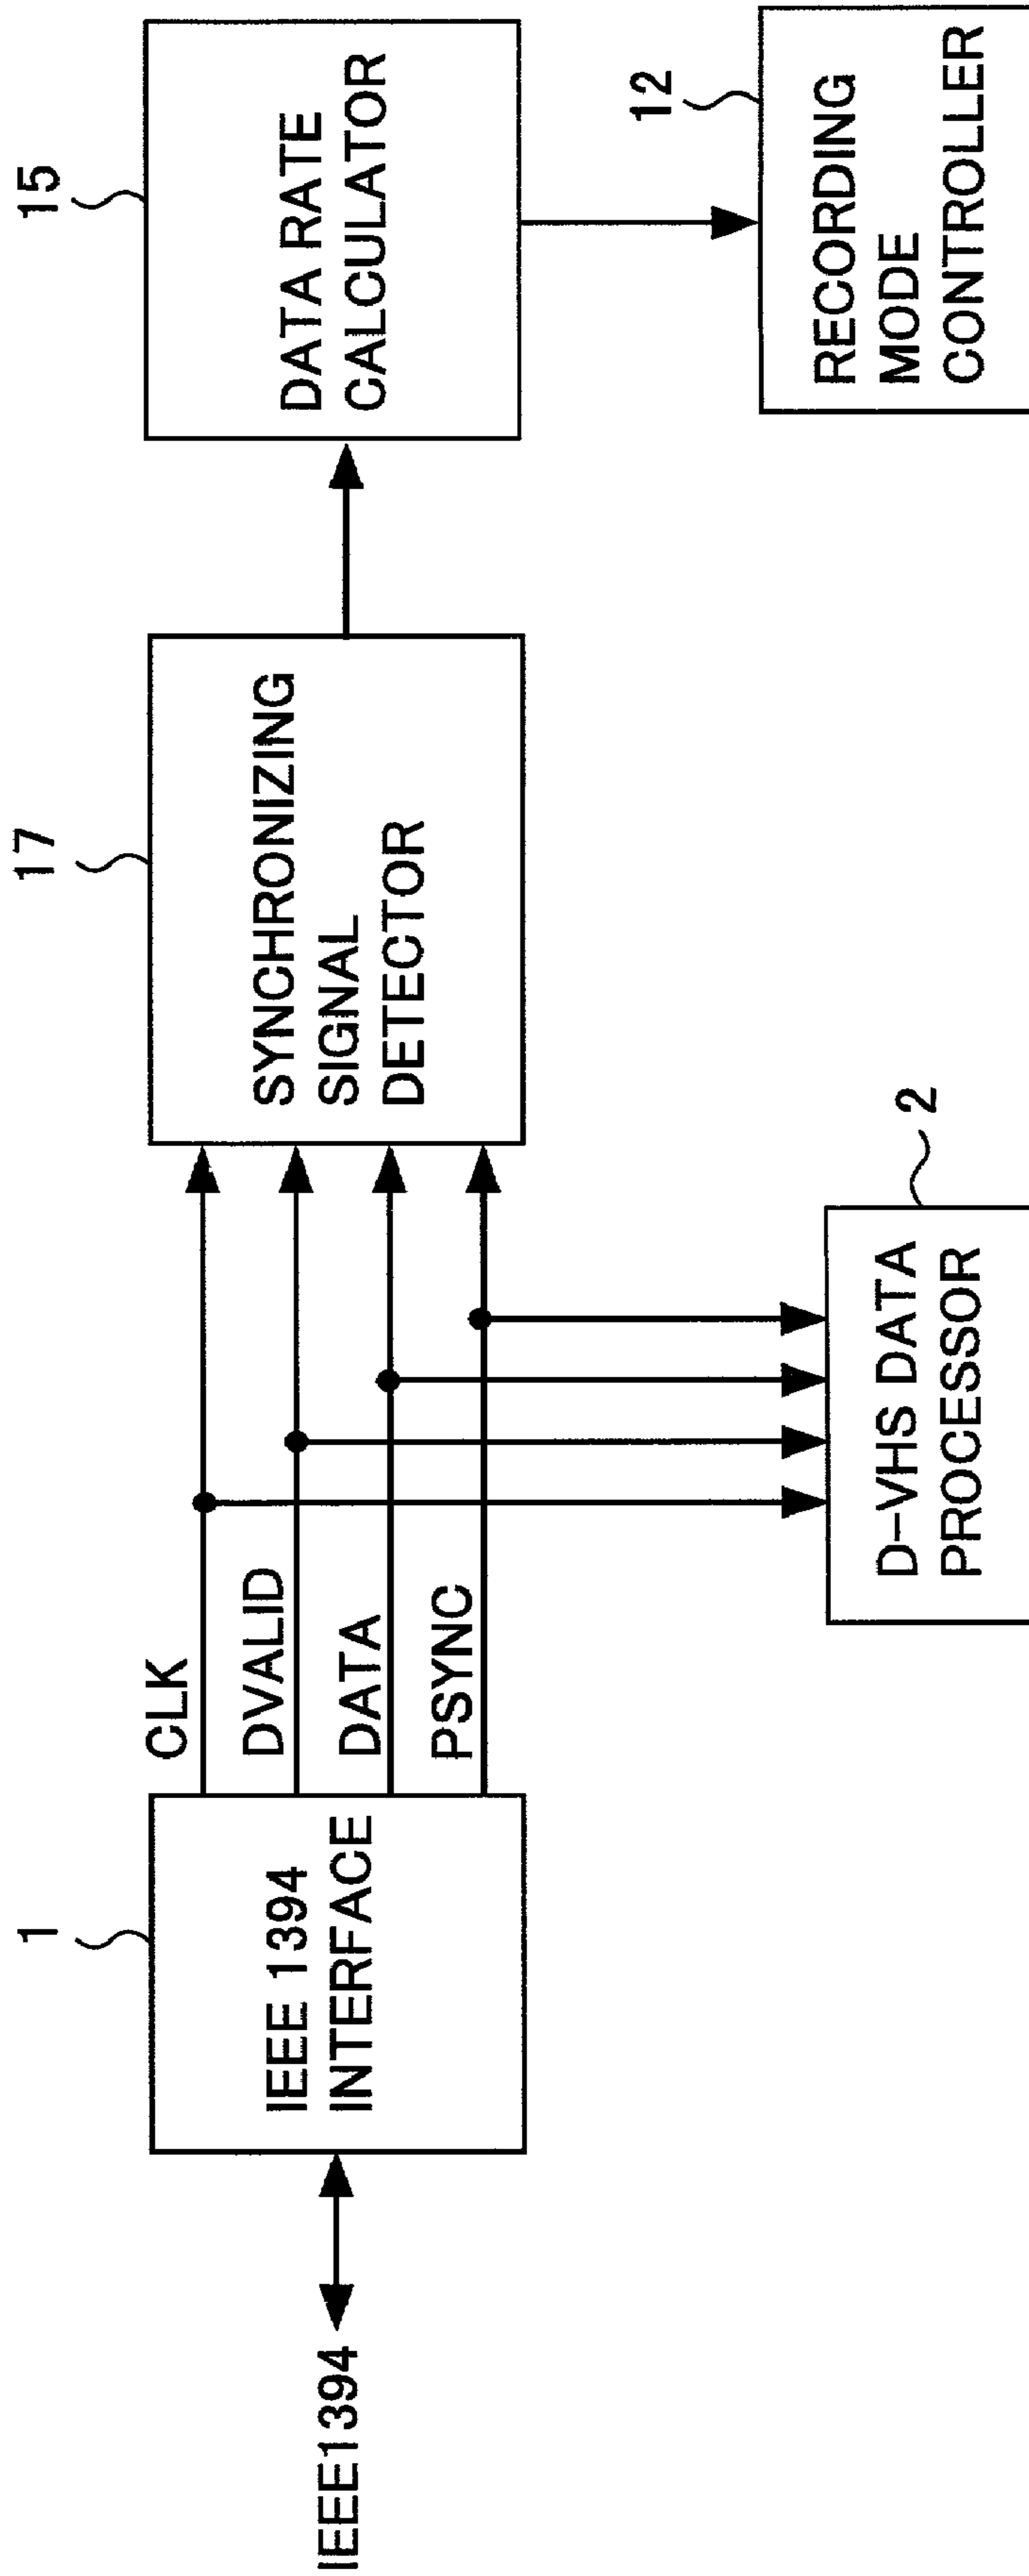 15
DATA RATE
CALCULATOR
12
RECORDING
MODE
CONTROLLER
17
SYNCHRONIZING
SIGNAL
DETECTOR
2
D-VHS DATA
PROCESSOR
CLK
DVALID
DATA
PSYNC
1
IEEE 1394
INTERFACE
IEEE1394